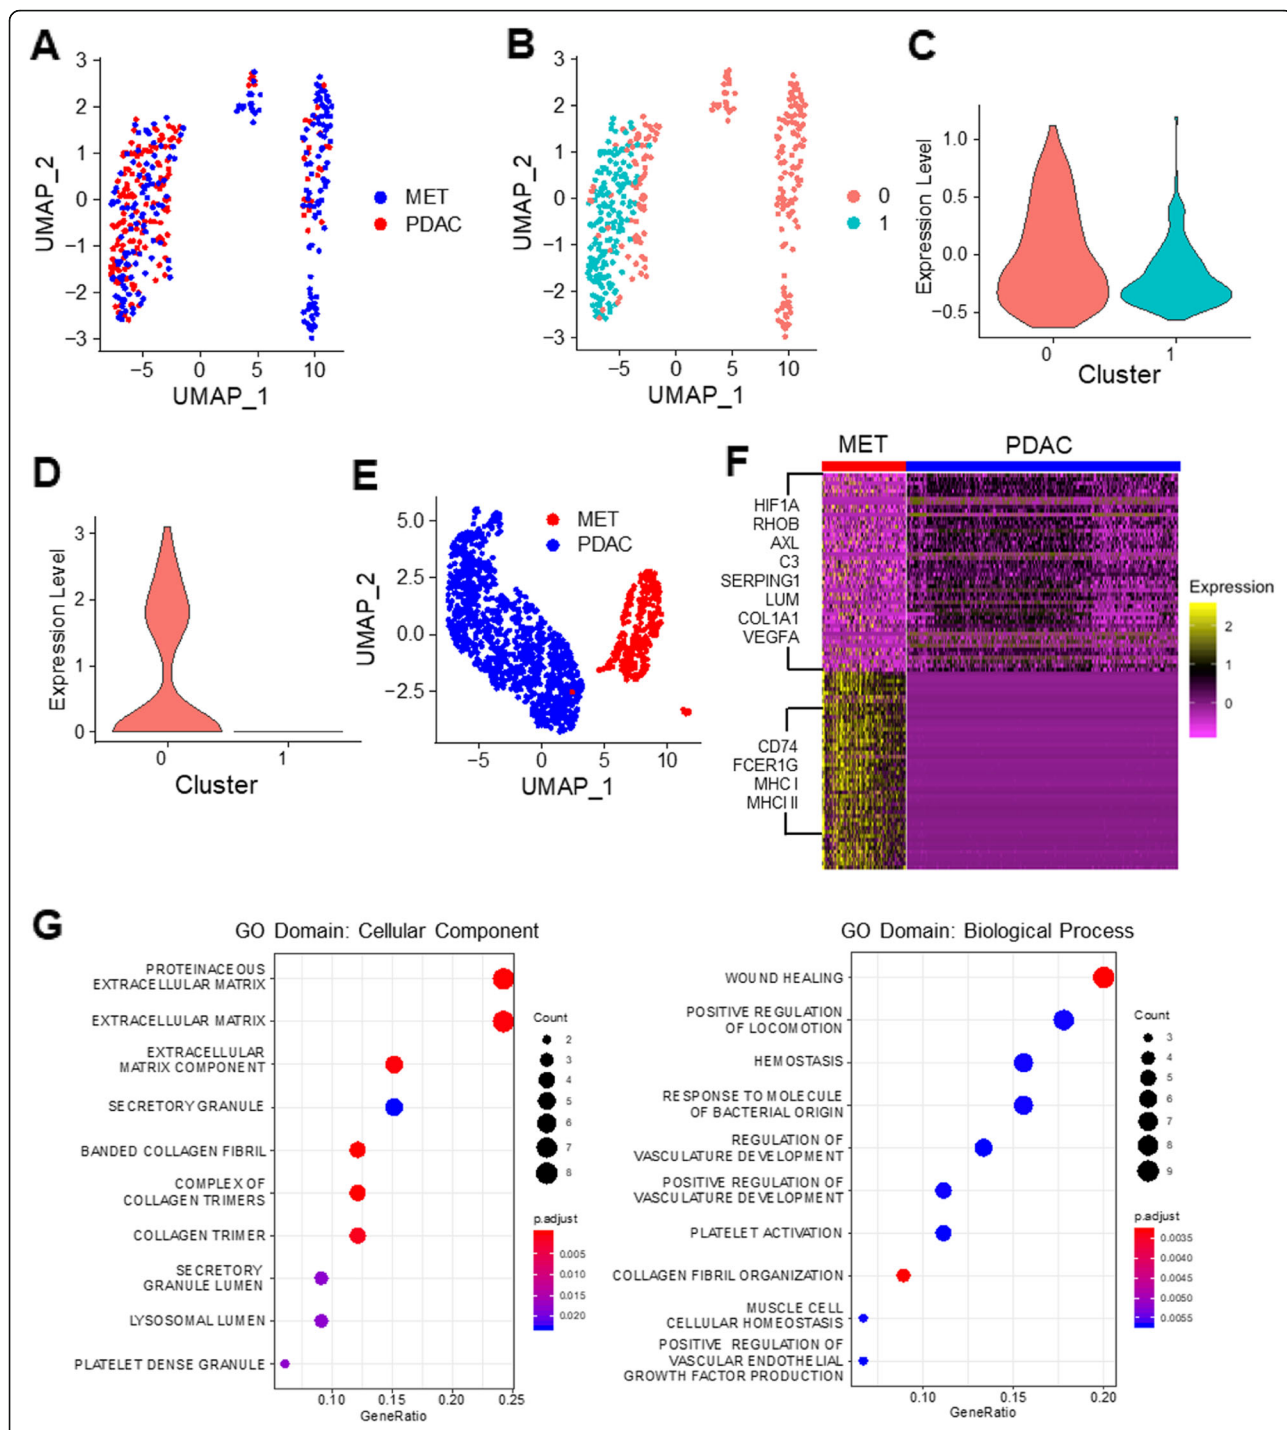 A
3
2
1
0
−1
−2
−3
UMAP_2
−5
0
5
10
UMAP_1
MET
PDAC
B
3
2
1
0
−1
−2
−3
UMAP_2
−5
0
5
10
UMAP_1
0
1
C
1.0
0.5
0.0
−0.5
Expression Level
0
1
Cluster
D
3
2
1
0
Expression Level
0
1
Cluster
E
5.0
2.5
0.0
−2.5
UMAP_2
−5
0
5
10
UMAP_1
MET
PDAC
F
MET
PDAC
HIF1A
RHOB
AXL
C3
SERPING1
LUM
COL1A1
VEGFA
CD74
FCER1G
MHC I
MHC I II
Expression
2
1
0
G
GO Domain: Cellular Component
PROTEINACEOUS
EXTRACELLULAR MATRIX
EXTRACELLULAR MATRIX
EXTRACELLULAR
MATRIX COMPONENT
SECRETORY GRANULE
BANDED COLLAGEN FIBRIL
COMPLEX OF
COLLAGEN TRIMERS
COLLAGEN TRIMER
SECRETORY
GRANULE LUMEN
LYSOSOMAL LUMEN
PLATELET DENSE GRANULE
0.10
0.15
0.20
0.25
GeneRatio
Count
2
3
4
5
6
7
8
p.adjust
0.005
0.010
0.015
0.020
GO Domain: Biological Process
WOUND HEALING
POSITIVE REGULATION
OF LOCOMOTION
HEMOSTASIS
RESPONSE TO MOLECULE
OF BACTERIAL ORIGIN
REGULATION OF
VASCULATURE DEVELOPMENT
POSITIVE REGULATION OF
VASCULATURE DEVELOPMENT
PLATELET ACTIVATION
COLLAGEN FIBRIL ORGANIZATION
MUSCLE CELL
CELLULAR HOMEOSTASIS
POSITIVE REGULATION OF
VASCULAR ENDOTHELIAL
GROWTH FACTOR PRODUCTION
0.10
0.15
0.20
GeneRatio
Count
3
4
5
6
7
8
9
p.adjust
0.0035
0.0040
0.0045
0.0050
0.0055